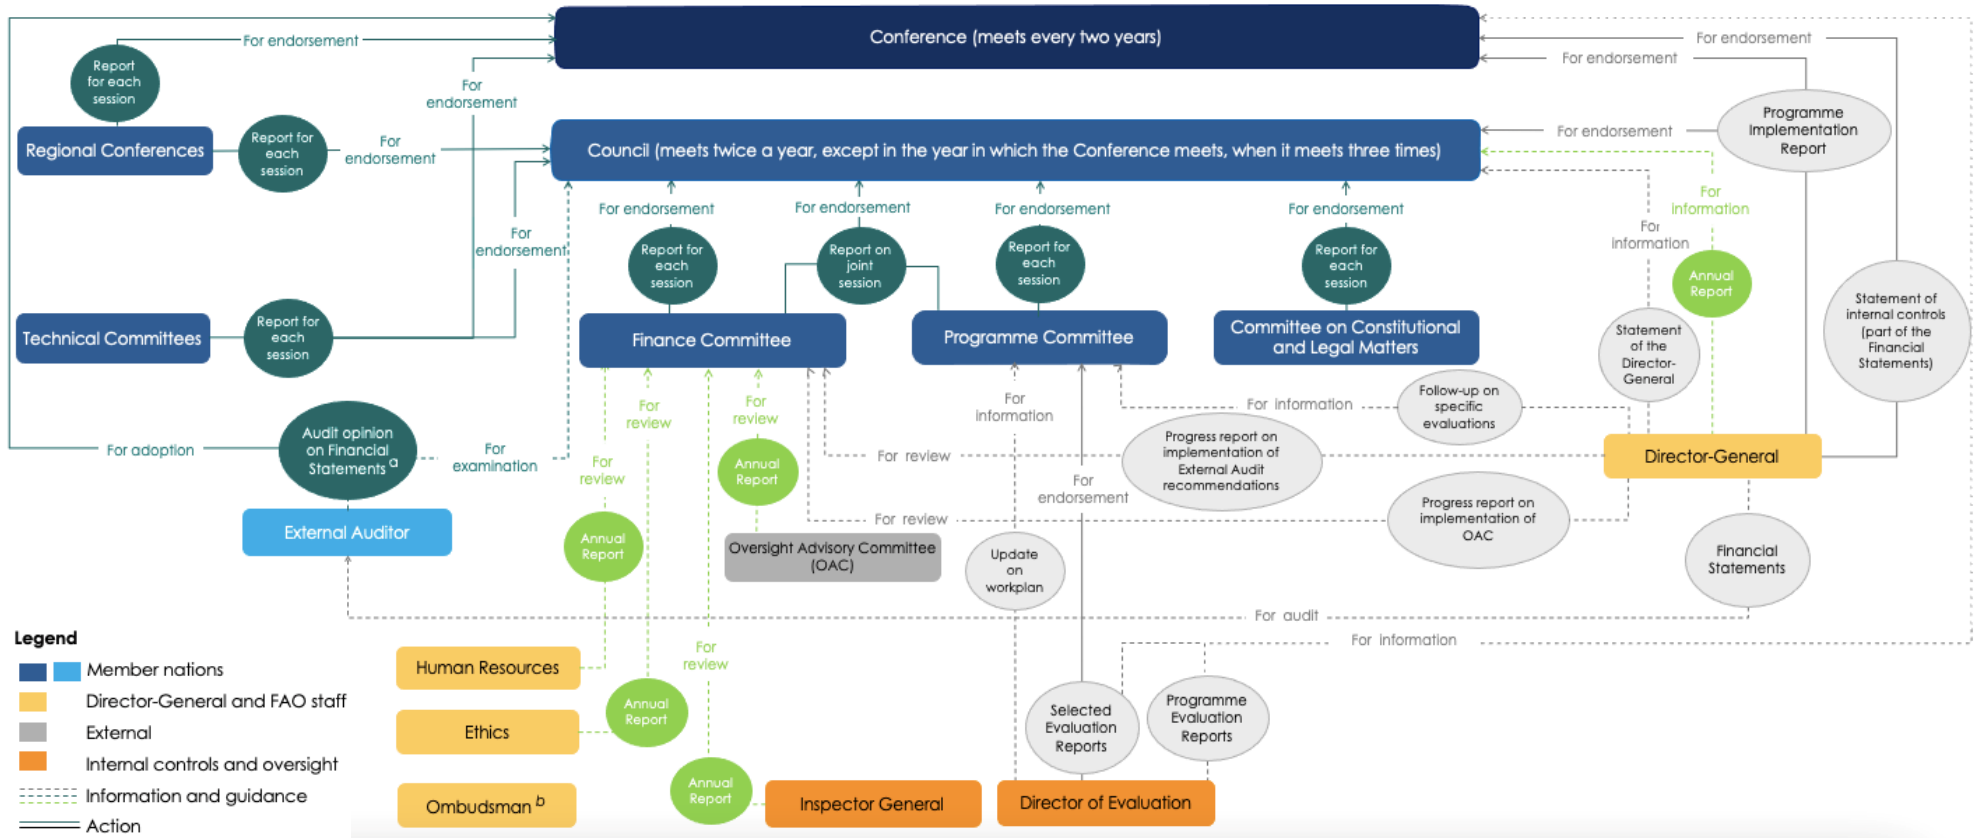 Conference (meets every two years)
For endorsement
For endorsement
For endorsement
Report
for each
session
For
endorsement
Programme
Implementation
Report
Regional Conferences
Report for
each
session
For
endorsement
Council (meets twice a year, except in the year in which the Conference meets, when it meets three times)
For endorsement
For endorsement
For endorsement
For endorsement
For endorsement
For
information
For
information
For
endorsement
Report for
each
session
Report on
joint
session
Report for
each
session
Report for
each
session
Annual
Report
Statement of
internal controls
(part of the
Financial
Statements)
Technical Committees
Report for
each
session
Finance Committee
Programme Committee
Committee on Constitutional
and Legal Matters
Statement
of the
Director-
General
For
review
For
review
For
information
For information
Follow-up on
specific
evaluations
For adoption
Audit opinion
on Financial
Statements a
For
examination
For
review
Annual
Report
For review
Progress report on
implementation of
External Audit
recommendations
Director-General
For
endorsement
External Auditor
Annual
Report
Oversight Advisory Committee
(OAC)
For review
Progress report on
implementation of
OAC
Update
on
workplan
Financial
Statements
For audit
For information
Legend
Member nations
Director-General and FAO staff
External
Internal controls and oversight
Information and guidance
Action
Human Resources
For
review
Ethics
Annual
Report
Selected
Evaluation
Reports
Programme
Evaluation
Reports
Ombudsman b
Annual
Report
Inspector General
Director of Evaluation